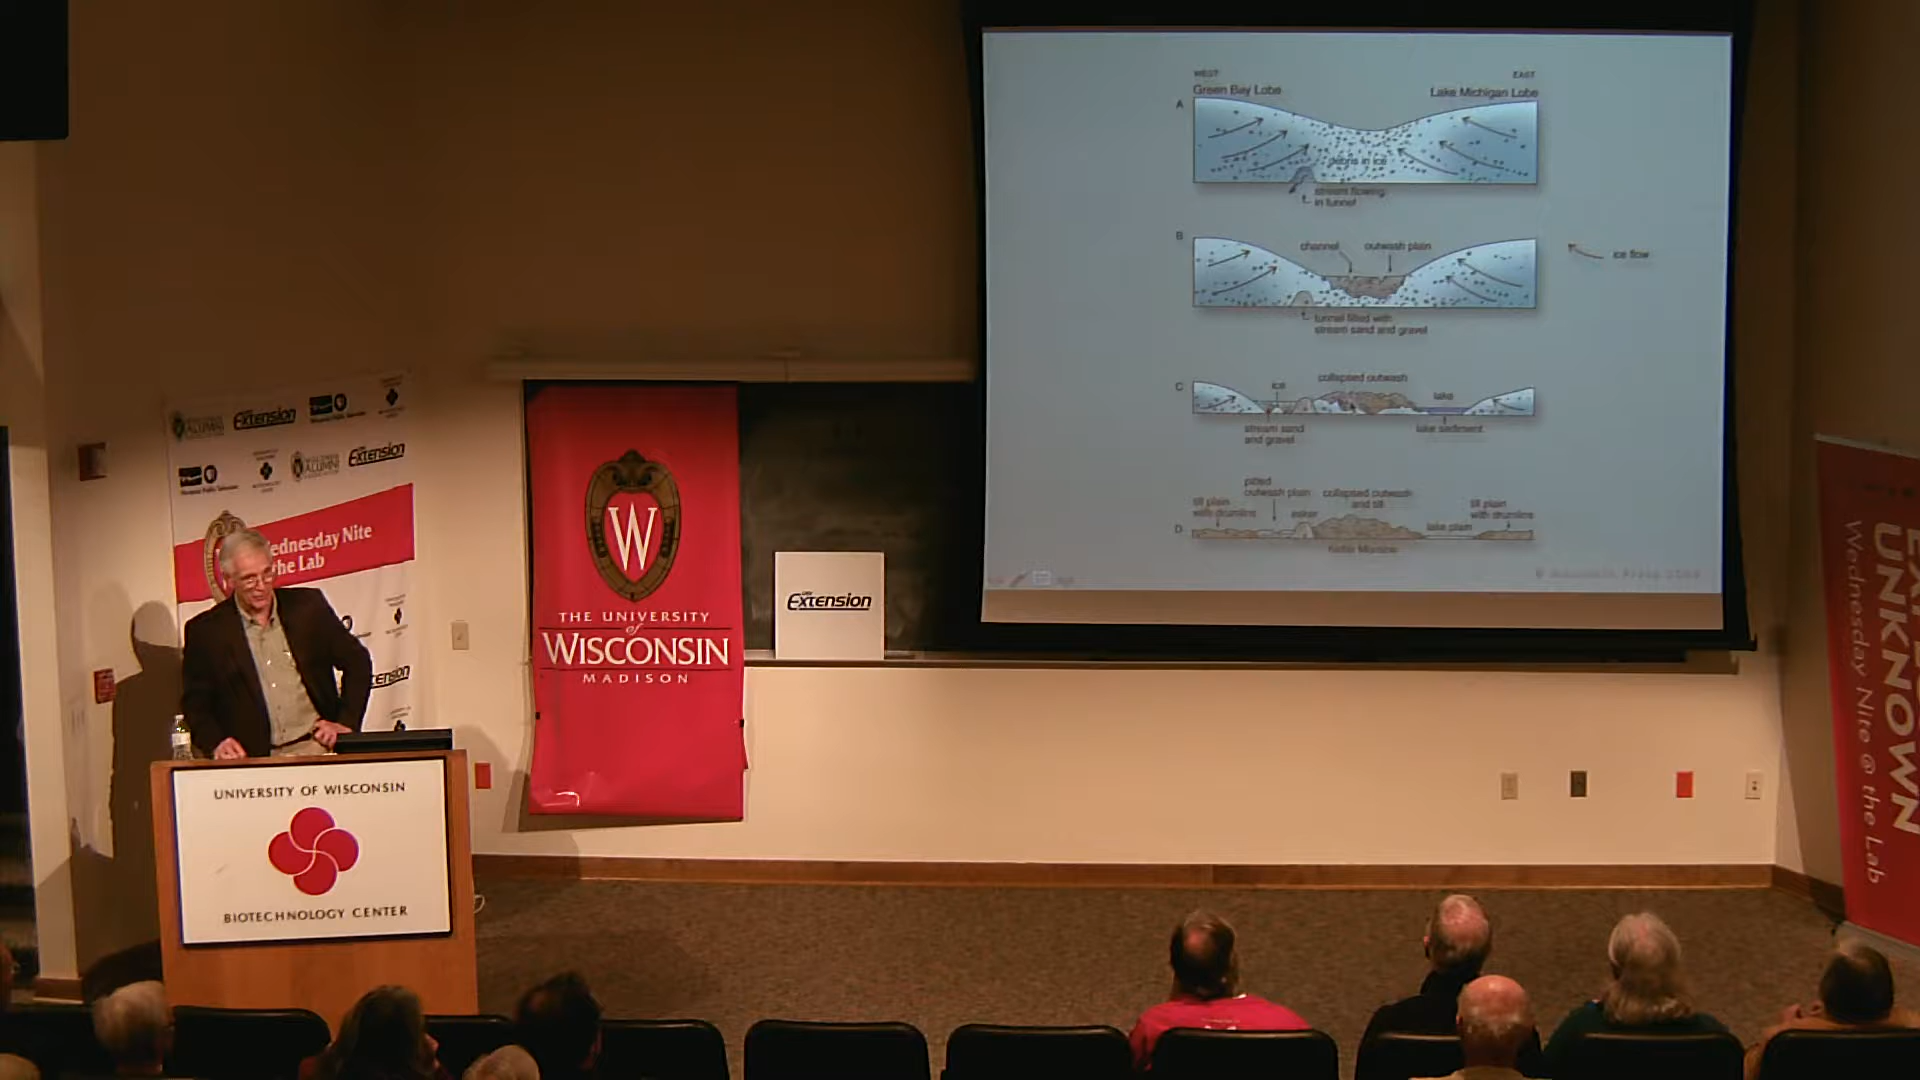 WEST
EAST
Green Bay Lobe
Lake Michigan Lobe
A
debris in ice
stream flowing
in tunnel
B
channel
outwash plain
ice flow
tunnel filled with
stream sand and gravel
C
ice
collapsed outwash
lake
stream sand
and gravel
lake sediment
D
till plain
with drumlins
pitted
outwash plain
esker
collapsed outwash
and till
lake plain
till plain
with drumlins
Kettle Moraine
ALUMNI
Extension
ALUMNI
Extension
Wednesday Nite
the Lab
Extension
W
THE UNIVERSITY
of
WISCONSIN
MADISON
Extension
UNIVERSITY OF WISCONSIN
BIOTECHNOLOGY CENTER
UNKNOWN
Wednesday Nite @ the Lab